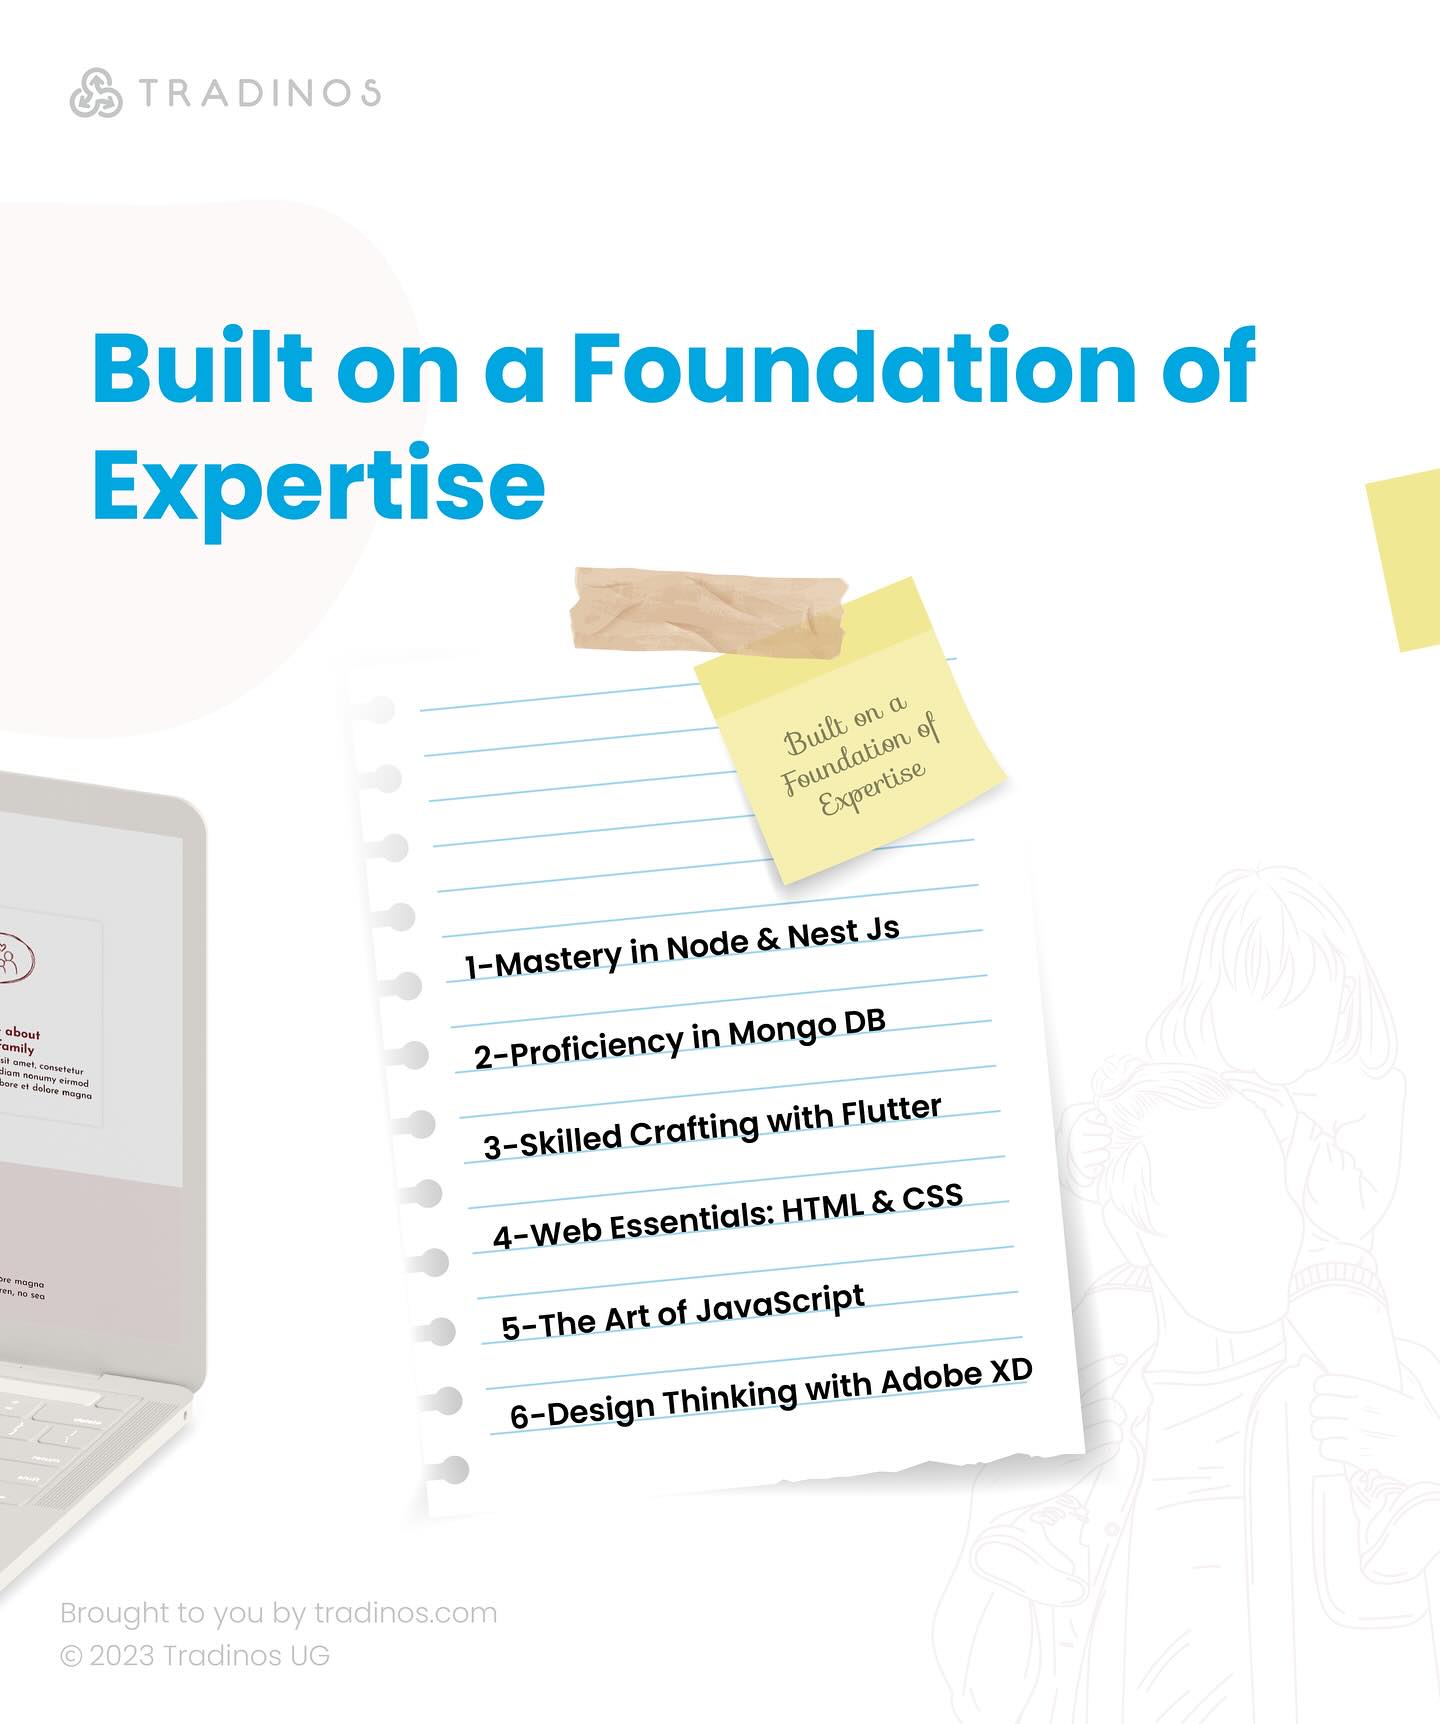 TRADINOS
Built on a Foundation of
Expertise
Built on a
Foundation of
Expertise
1-Mastery in Node & Nest Js
2-Proficiency in Mongo DB
3-Skilled Crafting with Flutter
4-Web Essentials: HTML & CSS
5-The Art of JavaScript
6-Design Thinking with Adobe XD
about
family
sit amet, consetetur
diam nonumy eirmod
bore et dolore magna
ore magna
ren, no sea
delete
return
shift
Brought to you by tradinos.com
© 2023 Tradinos UG